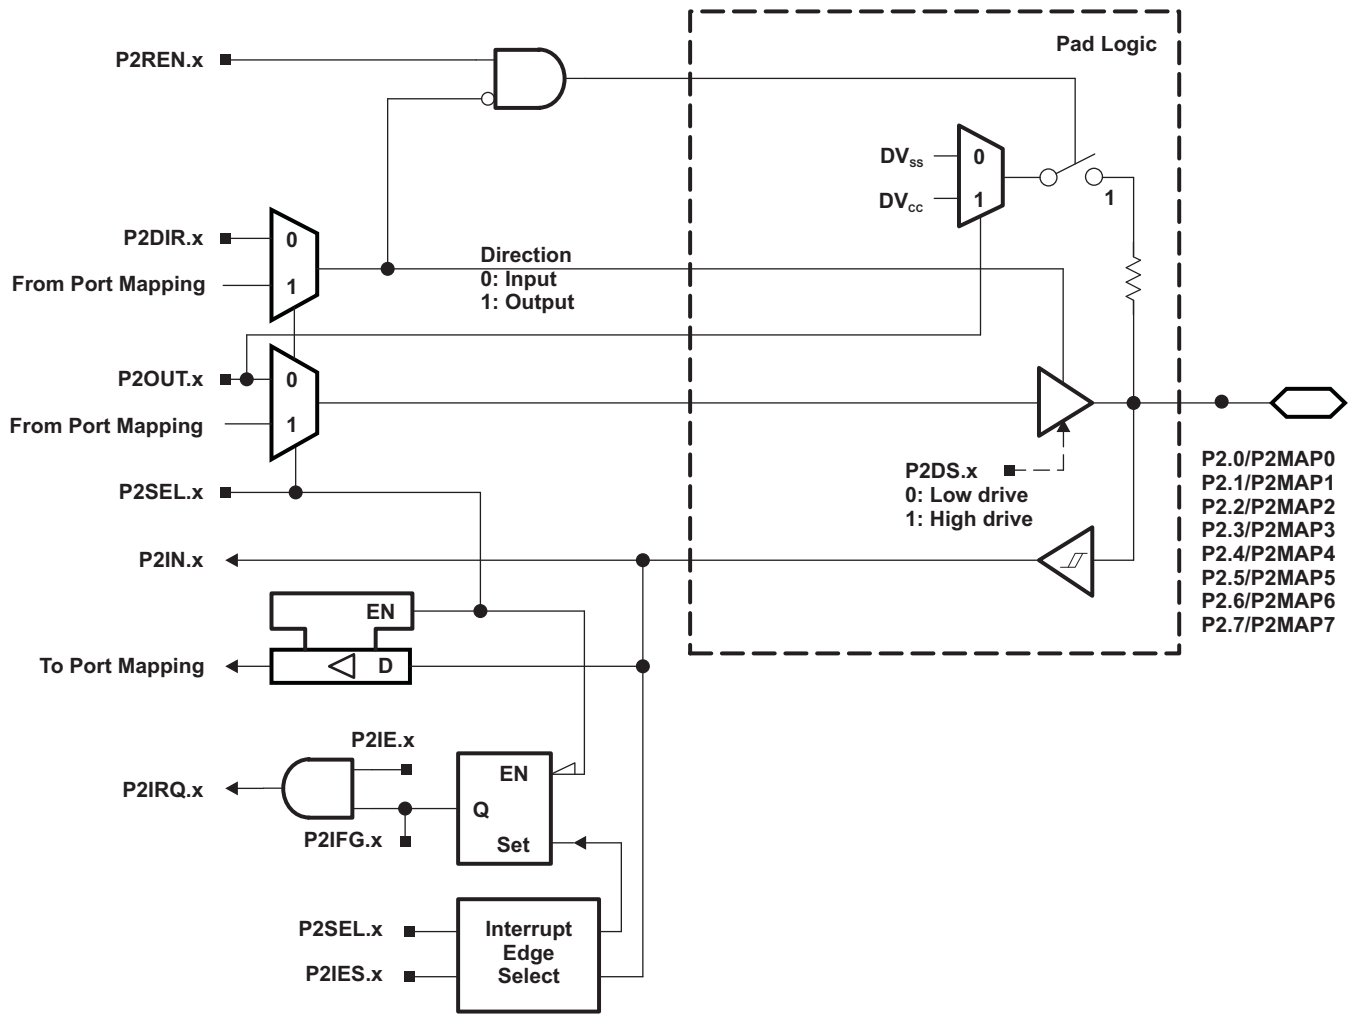 Pad Logic
P2REN.x
DVSS
0
DVCC
1
1
P2DIR.x
0
From Port Mapping
1
Direction
0: Input
1: Output
P2OUT.x
0
From Port Mapping
1
P2DS.x
0: Low drive
1: High drive
P2SEL.x
P2.0/P2MAP0
P2.1/P2MAP1
P2.2/P2MAP2
P2.3/P2MAP3
P2.4/P2MAP4
P2.5/P2MAP5
P2.6/P2MAP6
P2.7/P2MAP7
P2IN.x
EN
To Port Mapping
D
P2IE.x
P2IRQ.x
P2IFG.x
EN
Q
Set
P2SEL.x
P2IES.x
Interrupt
Edge
Select